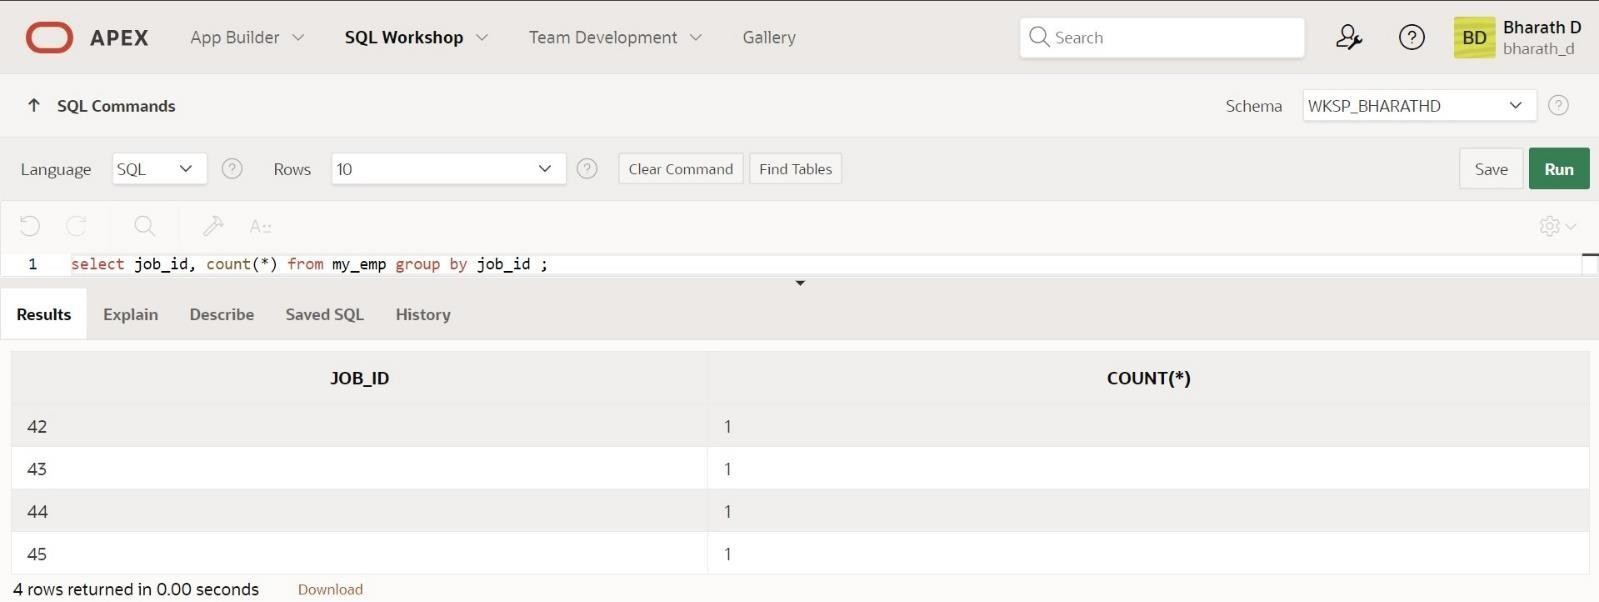 APEX App Builder SQL Workshop Team Development Gallery Search ? BD Bharath D
bharath_d
SQL Commands Schema WKSP_BHARATHD ?
Language SQL ? Rows 10 ? Clear Command Find Tables Save Run
A::
1 select job_id, count(*) from my_emp group by job_id ;
Results Explain Describe Saved SQL History
JOB_ID COUNT(*)
42 1
43 1
44 1
45 1
4 rows returned in 0.00 seconds Download